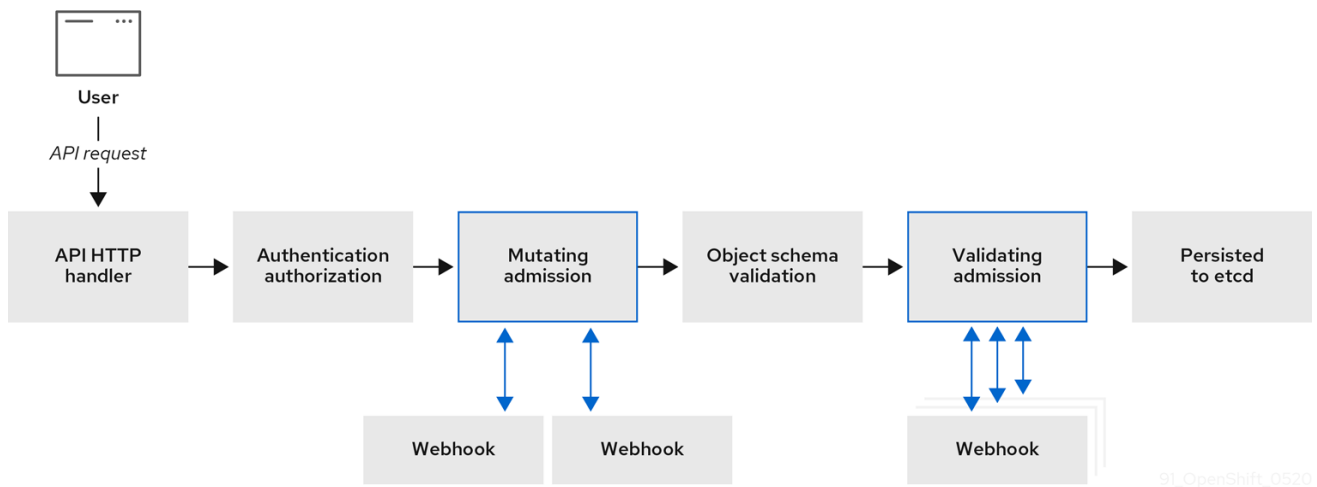 User
API request
API HTTP
handler
Authentication
authorization
Mutating
admission
Object schema
validation
Validating
admission
Persisted
to etcd
Webhook
Webhook
Webhook
91_OpenShift_0520